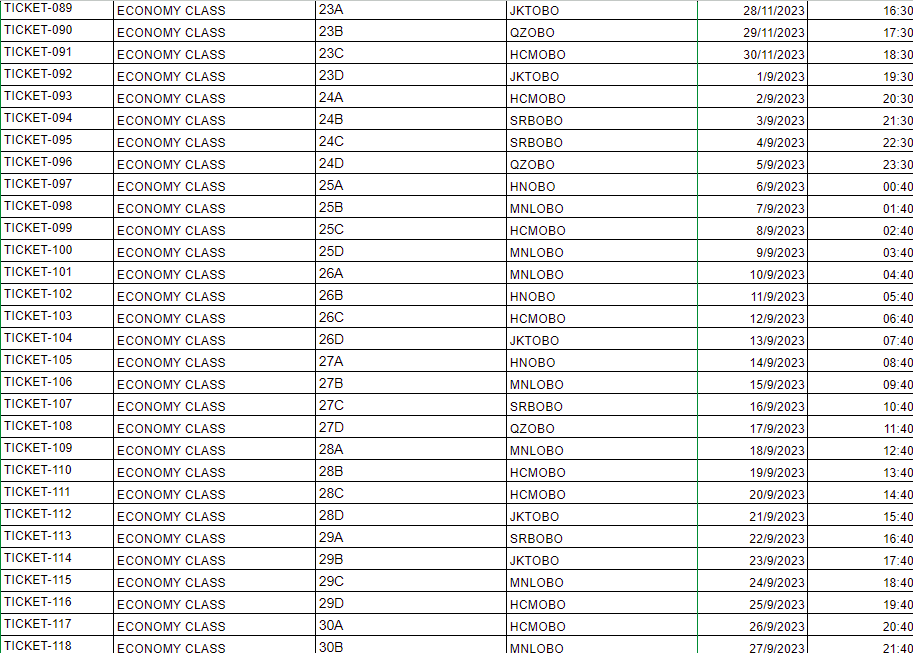 TICKET-089 ECONOMY CLASS 23A JKTOBO 28/11/2023 16:30
TICKET-090 ECONOMY CLASS 23B QZOBO 29/11/2023 17:30
TICKET-091 ECONOMY CLASS 23C HCMOBO 30/11/2023 18:30
TICKET-092 ECONOMY CLASS 23D JKTOBO 1/9/2023 19:30
TICKET-093 ECONOMY CLASS 24A HCMOBO 2/9/2023 20:30
TICKET-094 ECONOMY CLASS 24B SRBOBO 3/9/2023 21:30
TICKET-095 ECONOMY CLASS 24C SRBOBO 4/9/2023 22:30
TICKET-096 ECONOMY CLASS 24D QZOBO 5/9/2023 23:30
TICKET-097 ECONOMY CLASS 25A HNOBO 6/9/2023 00:40
TICKET-098 ECONOMY CLASS 25B MNLOBO 7/9/2023 01:40
TICKET-099 ECONOMY CLASS 25C HCMOBO 8/9/2023 02:40
TICKET-100 ECONOMY CLASS 25D MNLOBO 9/9/2023 03:40
TICKET-101 ECONOMY CLASS 26A MNLOBO 10/9/2023 04:40
TICKET-102 ECONOMY CLASS 26B HNOBO 11/9/2023 05:40
TICKET-103 ECONOMY CLASS 26C HCMOBO 12/9/2023 06:40
TICKET-104 ECONOMY CLASS 26D JKTOBO 13/9/2023 07:40
TICKET-105 ECONOMY CLASS 27A HNOBO 14/9/2023 08:40
TICKET-106 ECONOMY CLASS 27B MNLOBO 15/9/2023 09:40
TICKET-107 ECONOMY CLASS 27C SRBOBO 16/9/2023 10:40
TICKET-108 ECONOMY CLASS 27D QZOBO 17/9/2023 11:40
TICKET-109 ECONOMY CLASS 28A MNLOBO 18/9/2023 12:40
TICKET-110 ECONOMY CLASS 28B HCMOBO 19/9/2023 13:40
TICKET-111 ECONOMY CLASS 28C HCMOBO 20/9/2023 14:40
TICKET-112 ECONOMY CLASS 28D JKTOBO 21/9/2023 15:40
TICKET-113 ECONOMY CLASS 29A SRBOBO 22/9/2023 16:40
TICKET-114 ECONOMY CLASS 29B JKTOBO 23/9/2023 17:40
TICKET-115 ECONOMY CLASS 29C MNLOBO 24/9/2023 18:40
TICKET-116 ECONOMY CLASS 29D HCMOBO 25/9/2023 19:40
TICKET-117 ECONOMY CLASS 30A HCMOBO 26/9/2023 20:40
TICKET-118 ECONOMY CLASS 30B MNLOBO 27/9/2023 21:40